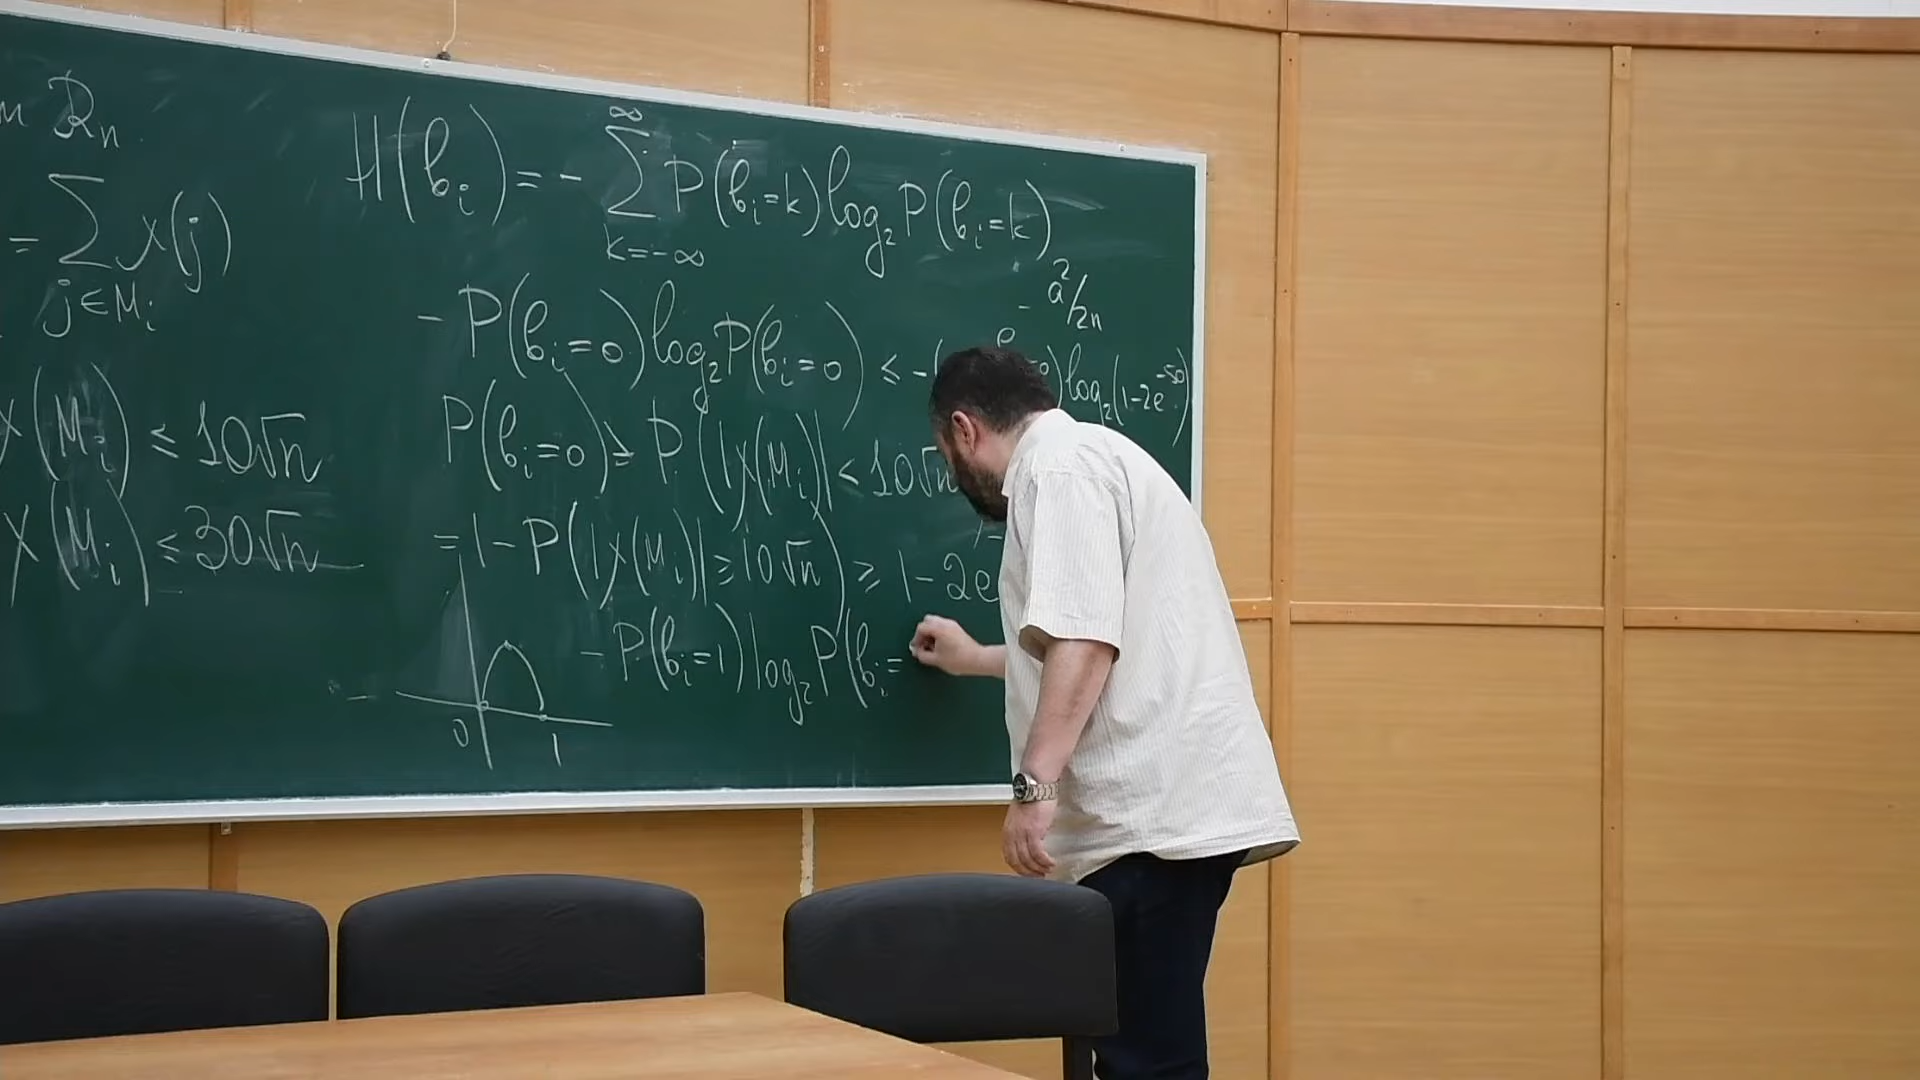 R_n
= ∑_{j∈M_i} χ(j)
χ(M_i) ≤ 10√n
χ(M_i) ≤ 30√n
H(b_i) = - ∑_{k=-∞}^{∞} P(b_i=k) log_2 P(b_i=k)
e^{-a^2/2n}
-P(b_i=0) log_2 P(b_i=0) ≤ -( ) log_2(1-2e^{-50})
P(b_i=0) ≥ P(|χ(M_i)| < 10√n
= 1 - P(|χ(M_i)| ≥ 10√n) ≥ 1-2e
-P(b_i=1) log_2 P(b_i=
0 1